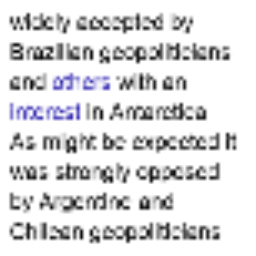 widely accepted by
Brazilian geopoliticians
and others with an
interest in Antarctica
As might be expected it
was strongly opposed
by Argentine and
Chilean geopoliticians